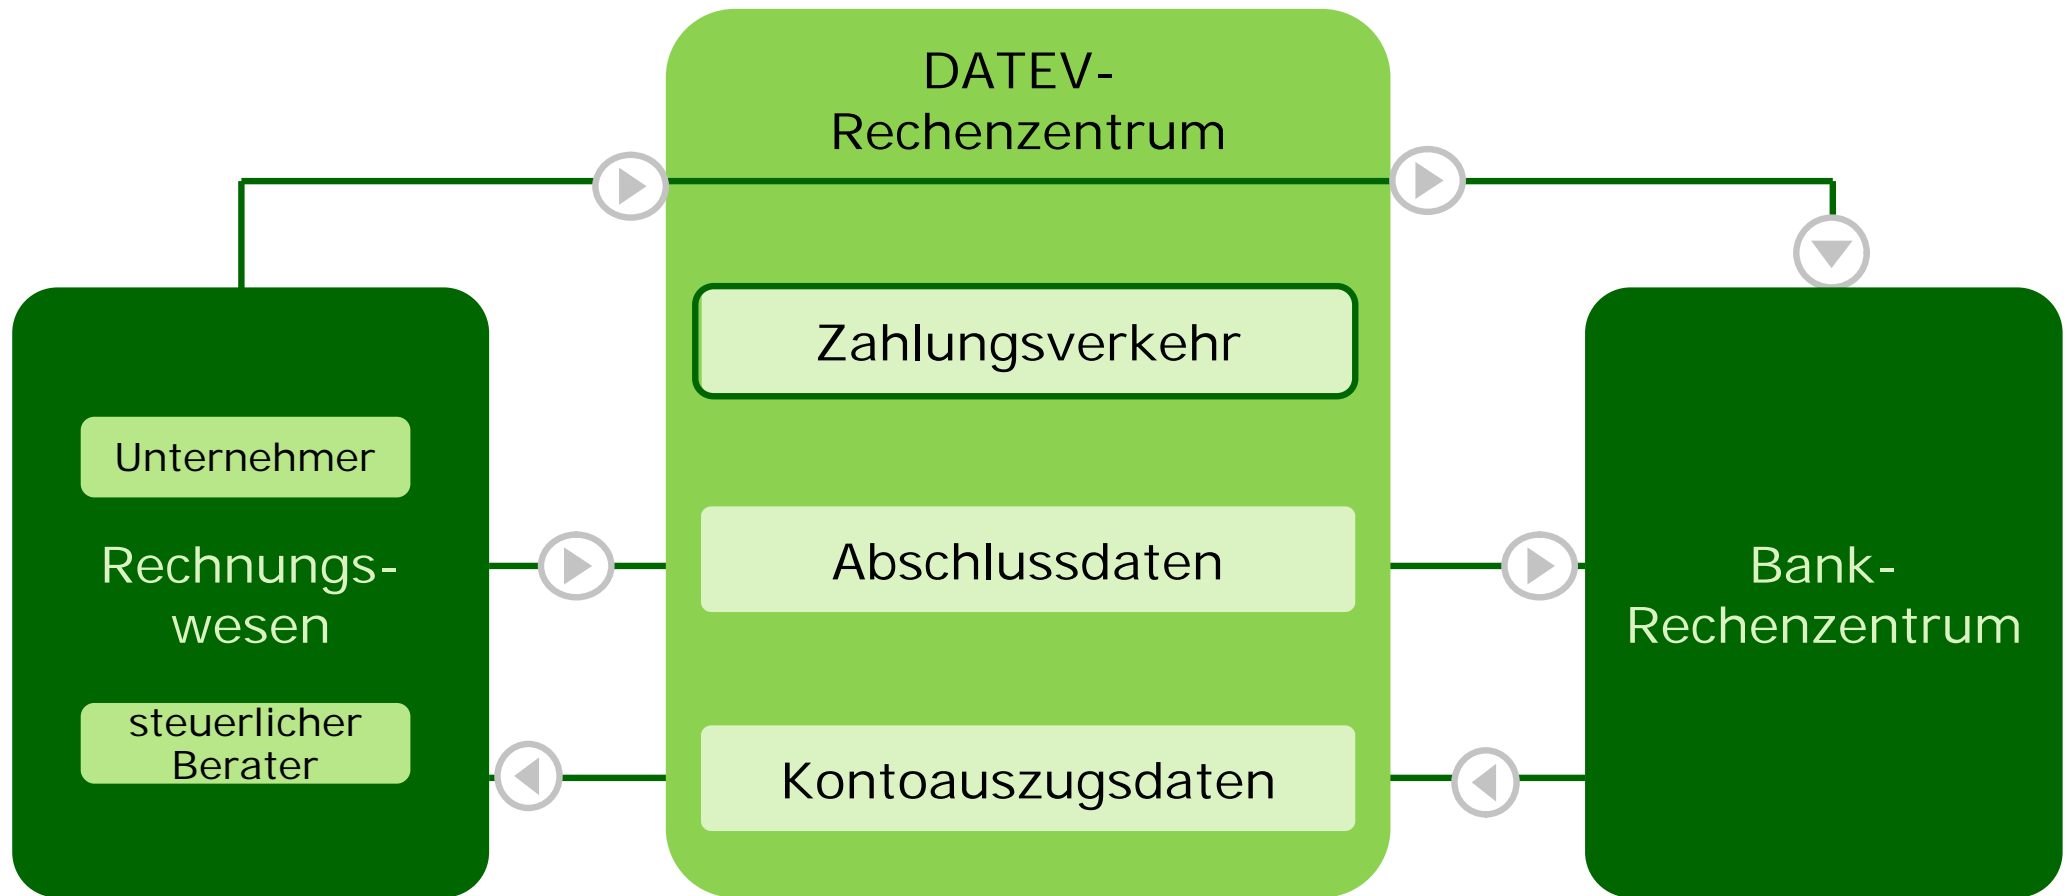 DATEV-
Rechenzentrum
Zahlungsverkehr
Unternehmer
Rechnungs-
wesen
steuerlicher
Berater
Abschlussdaten
Kontoauszugsdaten
Bank-
Rechenzentrum